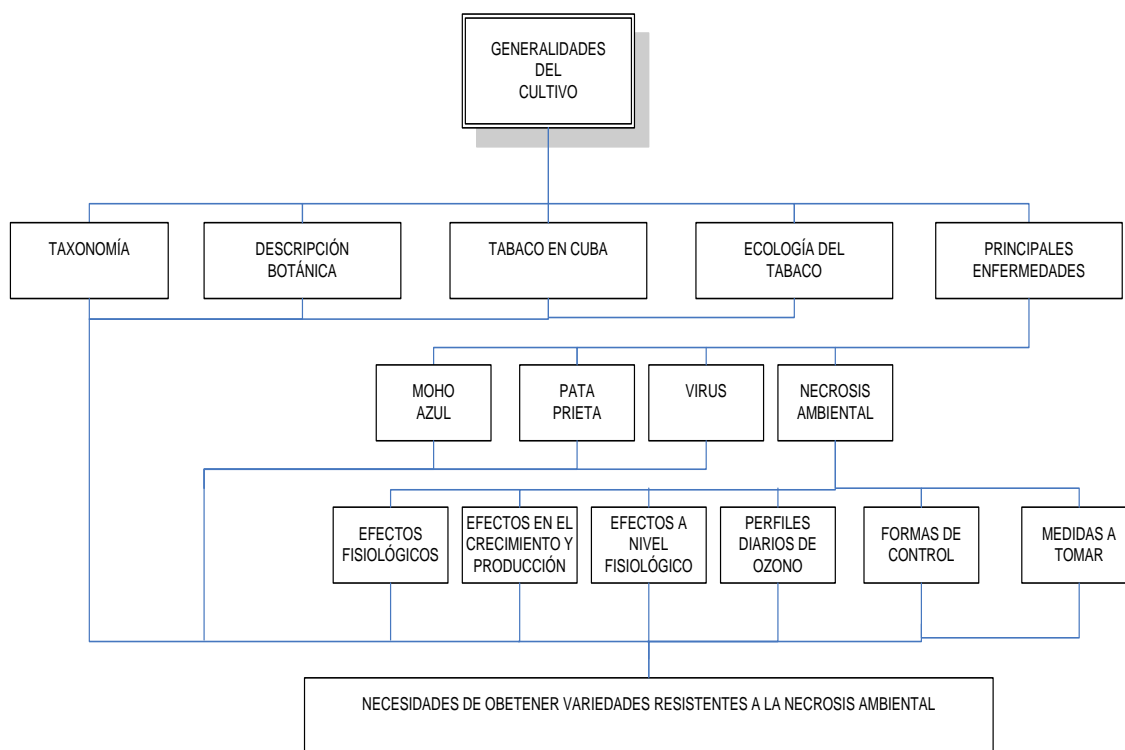 GENERALIDADES
DEL
CULTIVO
TAXONOMÍA
DESCRIPCIÓN
BOTÁNICA
TABACO EN CUBA
ECOLOGÍA DEL
TABACO
PRINCIPALES
ENFERMEDADES
MOHO
AZUL
PATA
PRIETA
VIRUS
NECROSIS
AMBIENTAL
EFECTOS
FISIOLÓGICOS
EFECTOS EN EL
CRECIMIENTO Y
PRODUCCIÓN
EFECTOS A
NIVEL
FISIOLÓGICO
PERFILES
DIARIOS DE
OZONO
FORMAS DE
CONTROL
MEDIDAS A
TOMAR
NECESIDADES DE OBETENER VARIEDADES RESISTENTES A LA NECROSIS AMBIENTAL